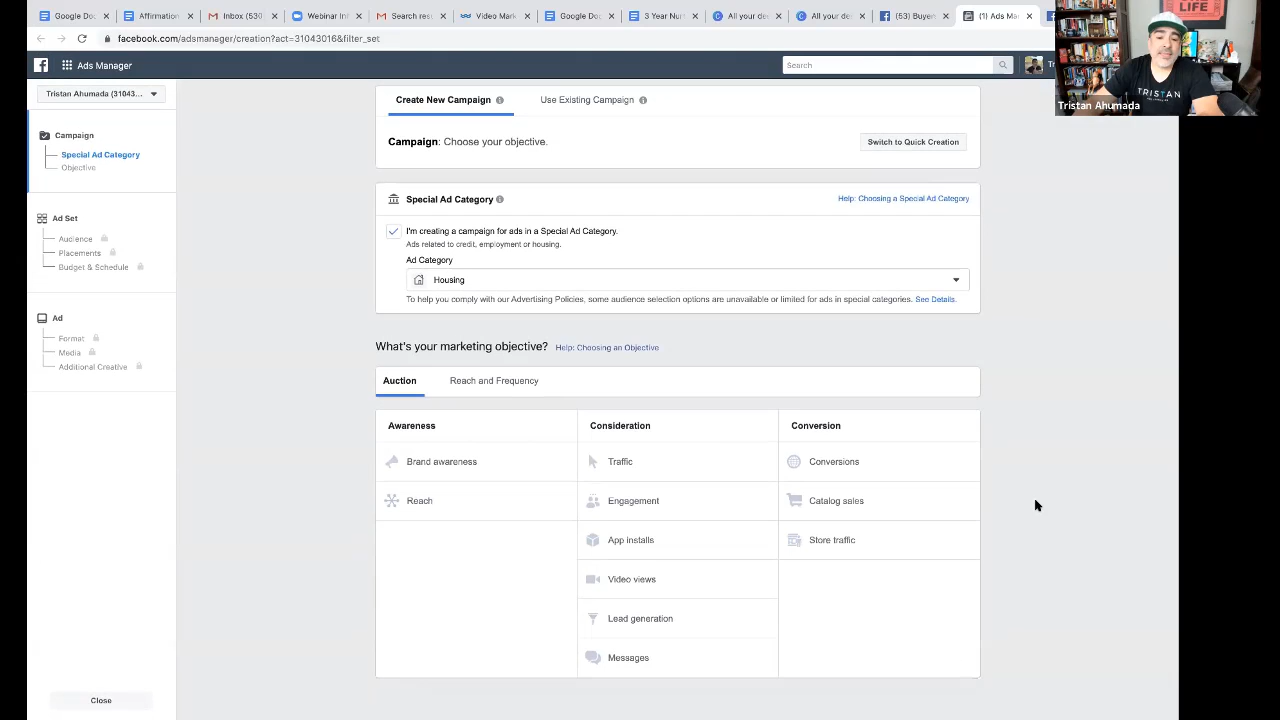 Google Doc
Affirmation
Inbox (530
Webinar Inf
Search resu
Video Ma
Google Doc
3 Year Nur
All your de
All your de
(53) Buyers
(1) Ads Ma
facebook.com/adsmanager/creation?act=31043016&filter_set
Ads Manager
Search
Tristan Ahumada (31043...
Campaign
Special Ad Category
Objective
Ad Set
Audience
Placements
Budget & Schedule
Ad
Format
Media
Additional Creative
Close
Create New Campaign
Use Existing Campaign
Campaign: Choose your objective.
Switch to Quick Creation
Special Ad Category
Help: Choosing a Special Ad Category
I'm creating a campaign for ads in a Special Ad Category.
Ads related to credit, employment or housing.
Ad Category
Housing
To help you comply with our Advertising Policies, some audience selection options are unavailable or limited for ads in special categories. See Details.
What's your marketing objective? Help: Choosing an Objective
Auction
Reach and Frequency
Awareness
Consideration
Conversion
Brand awareness
Traffic
Conversions
Reach
Engagement
Catalog sales
App installs
Store traffic
Video views
Lead generation
Messages
LIFE
TRISTAN
Tristan Ahumada